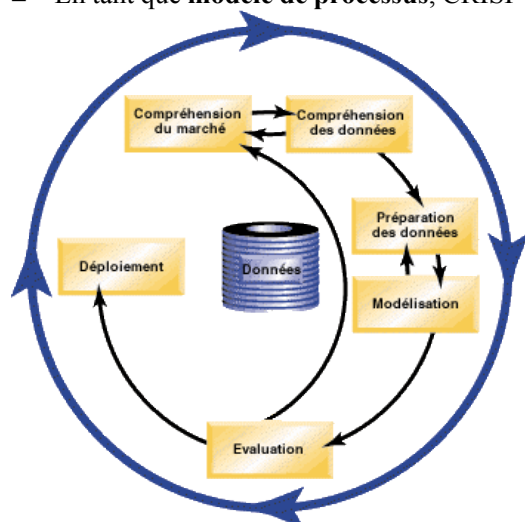 En tant que modèle de processus, CRISP
Compréhension
du marché
Compréhension
des données
Préparation
des données
Données
Déploiement
Modélisation
Evaluation